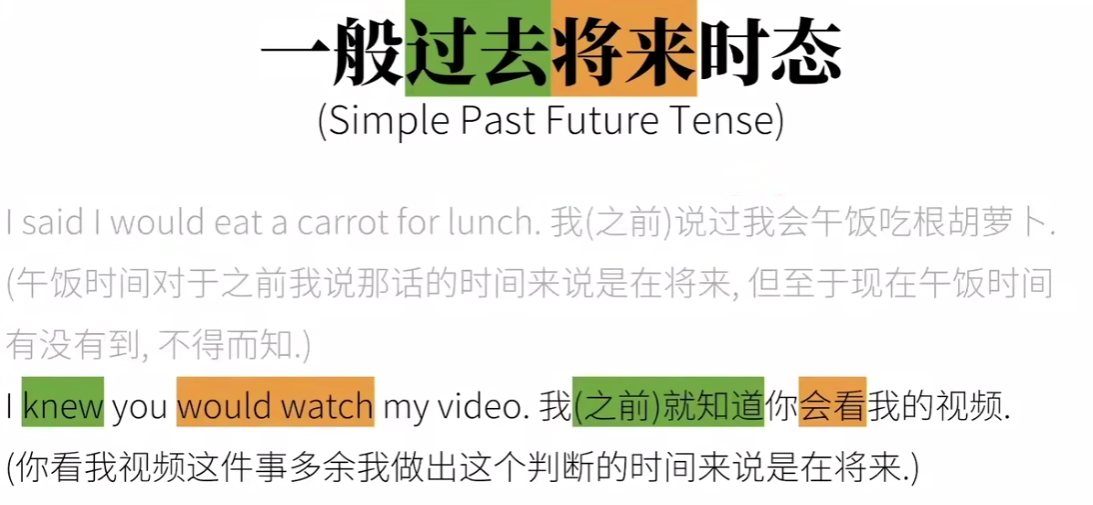 一般过去将来时态
(Simple Past Future Tense)
I said I would eat a carrot for lunch. 我(之前)说过我会午饭吃根胡萝卜.
(午饭时间对于之前我说那话的时间来说是在将来, 但至于现在午饭时间
有没有到, 不得而知.)
I knew you would watch my video. 我(之前)就知道你会看我的视频.
(你看我视频这件事多余我做出这个判断的时间来说是在将来.)